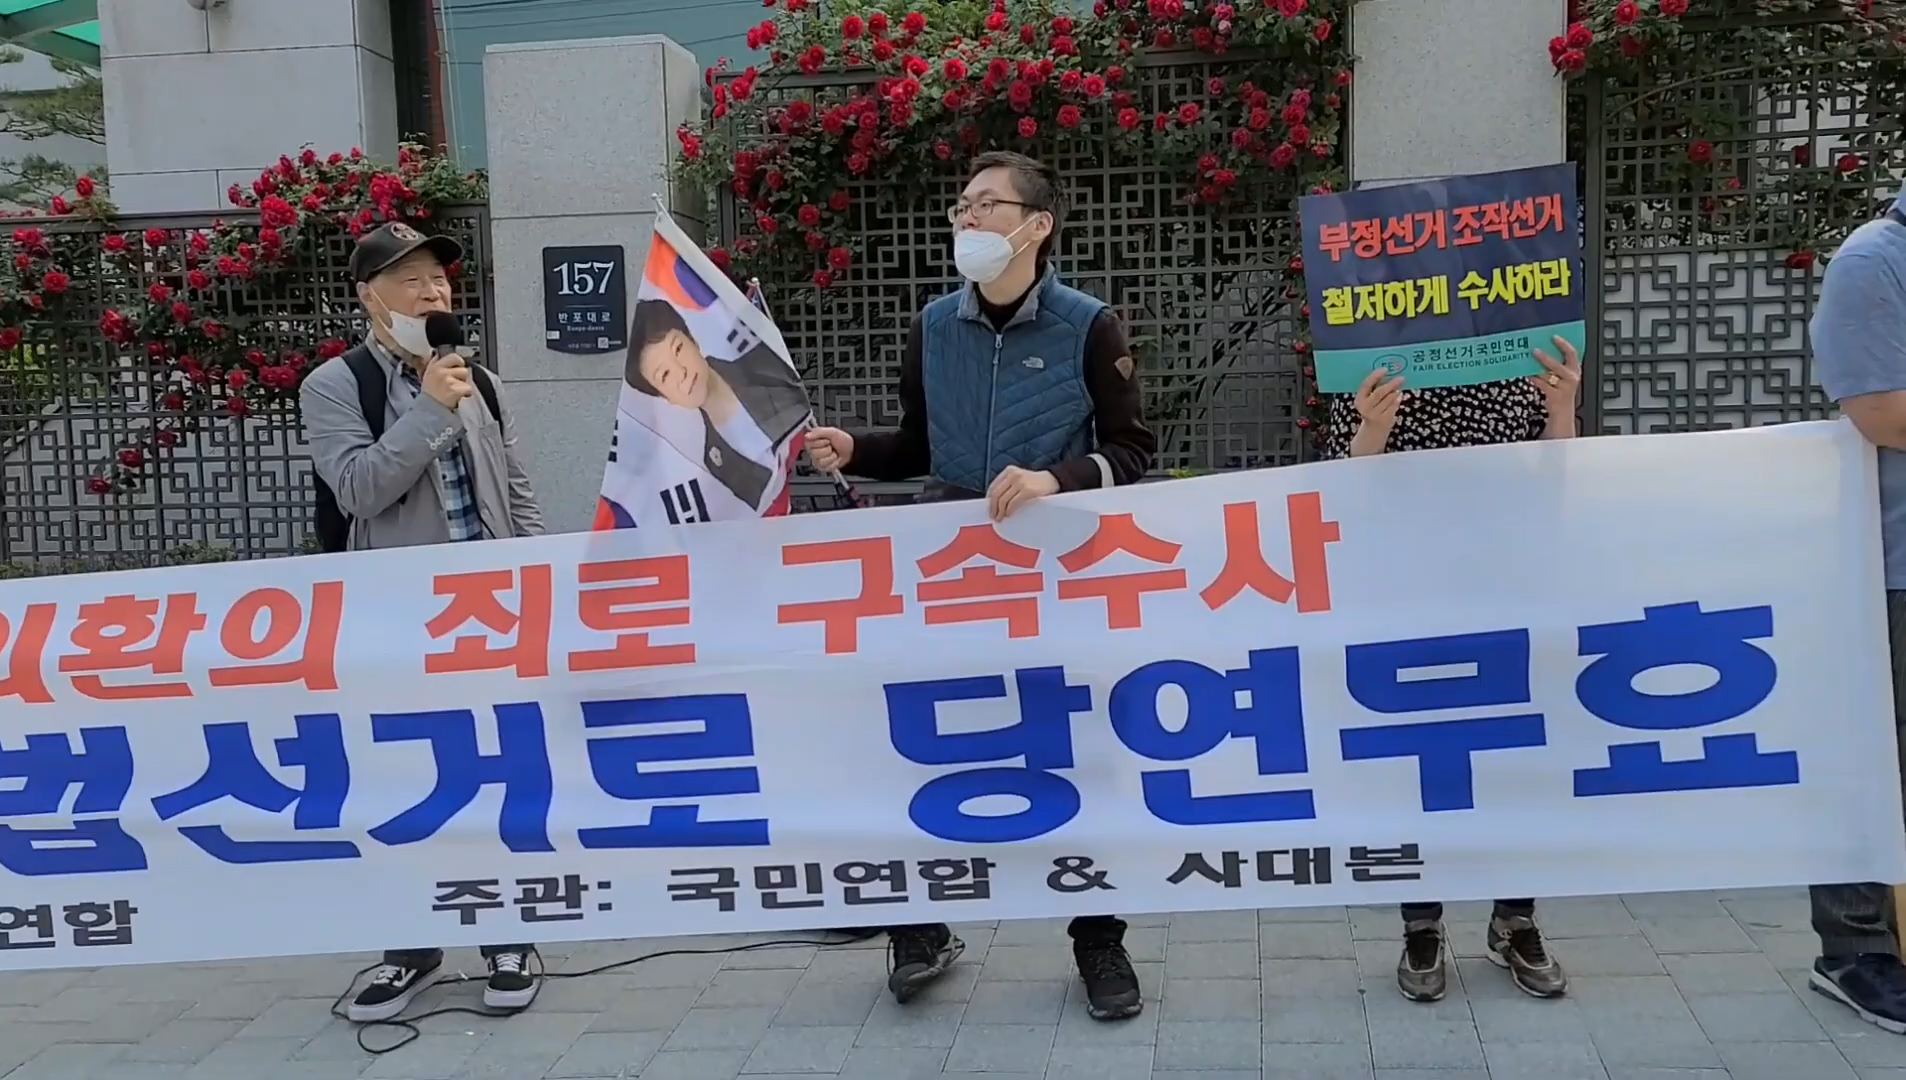 157
반포대로
Banpo-daero
부정선거 조작선거
철저하게 수사하라
공정선거국민연대
FAIR ELECTION SOLIDARITY
외환의 죄로 구속수사
법선거로 당연무효
연합 주관: 국민연합 & 사대본